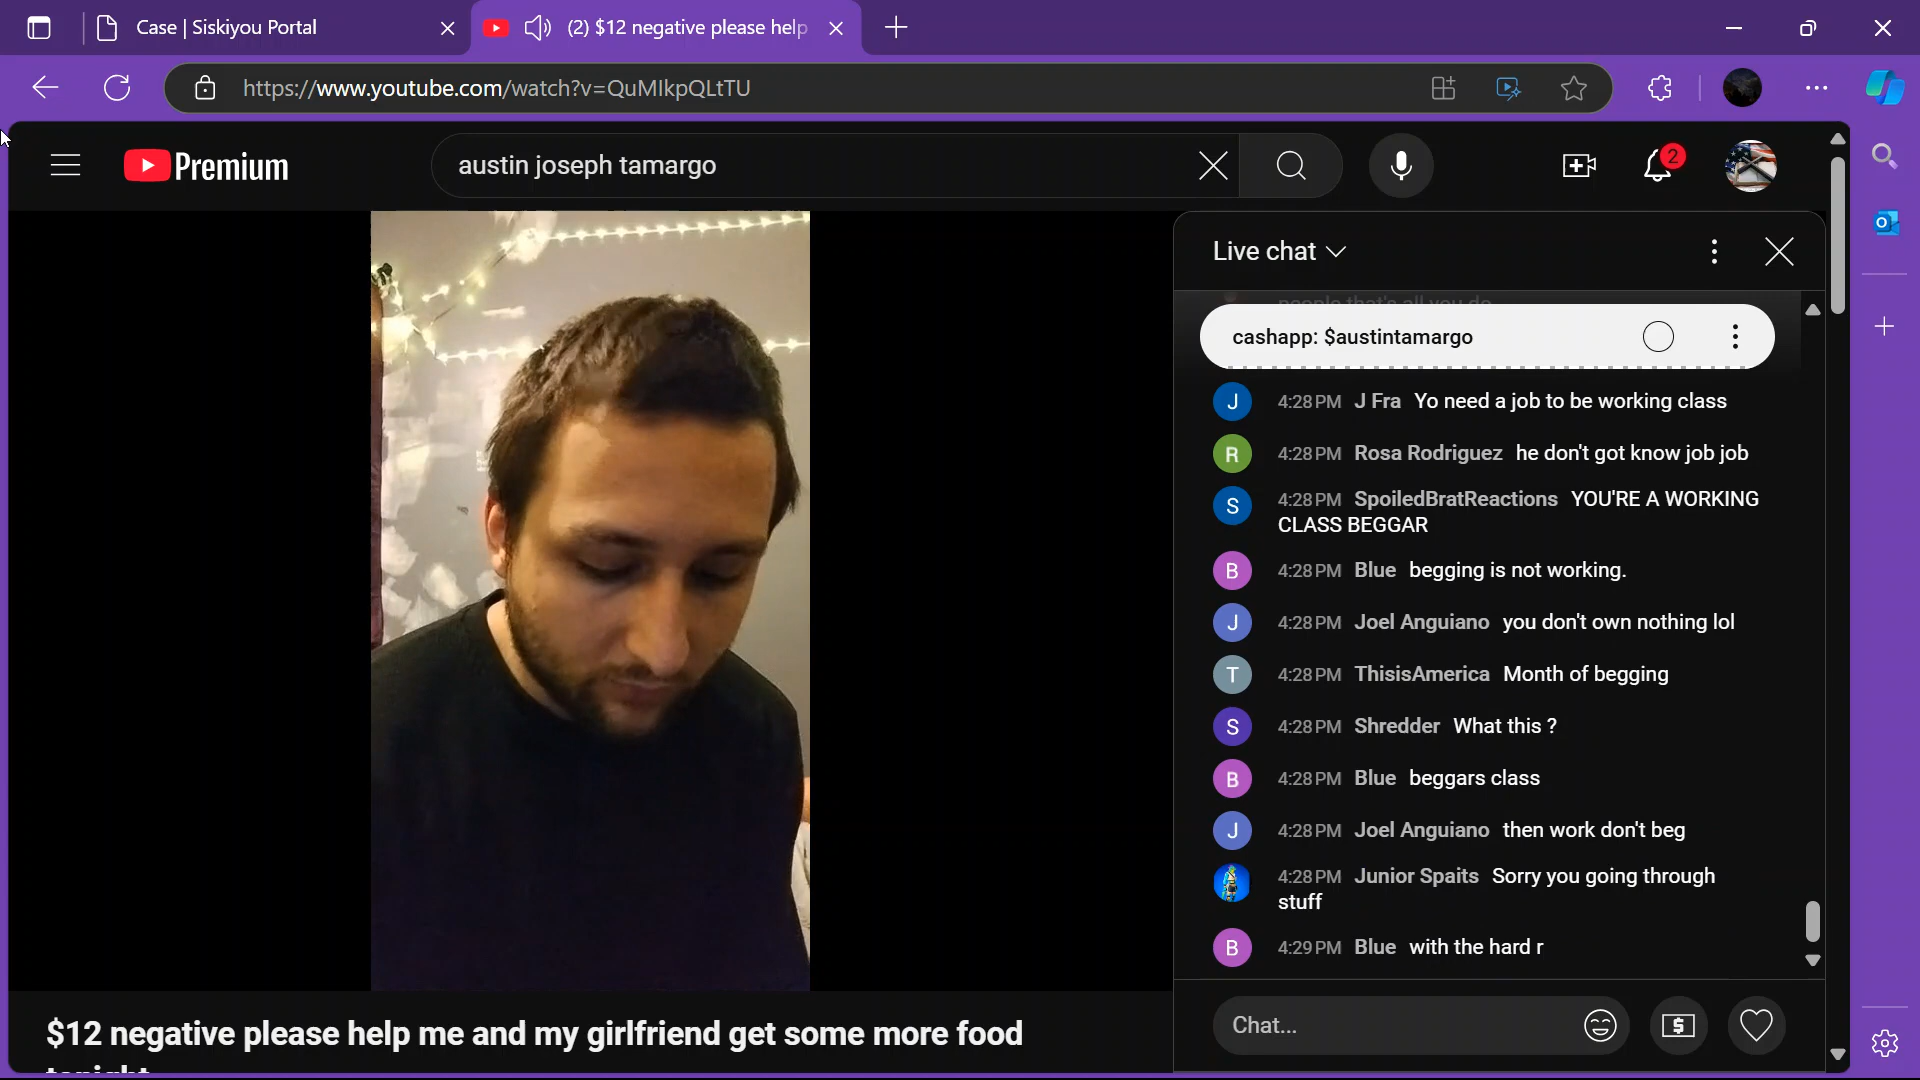 Case | Siskiyou Portal
(2) $12 negative please help
https://www.youtube.com/watch?v=QuMIkpQLtTU
Premium
austin joseph tamargo
2
Live chat
people that's all you do
cashapp: $austintamargo
J 4:28 PM J Fra Yo need a job to be working class
R 4:28 PM Rosa Rodriguez he don't got know job job
S 4:28 PM SpoiledBratReactions YOU'RE A WORKING
CLASS BEGGAR
B 4:28 PM Blue begging is not working.
J 4:28 PM Joel Anguiano you don't own nothing lol
T 4:28 PM ThisisAmerica Month of begging
S 4:28 PM Shredder What this ?
B 4:28 PM Blue beggars class
J 4:28 PM Joel Anguiano then work don't beg
4:28 PM Junior Spaits Sorry you going through
stuff
B 4:29 PM Blue with the hard r
Chat...
$12 negative please help me and my girlfriend get some more food
tonight